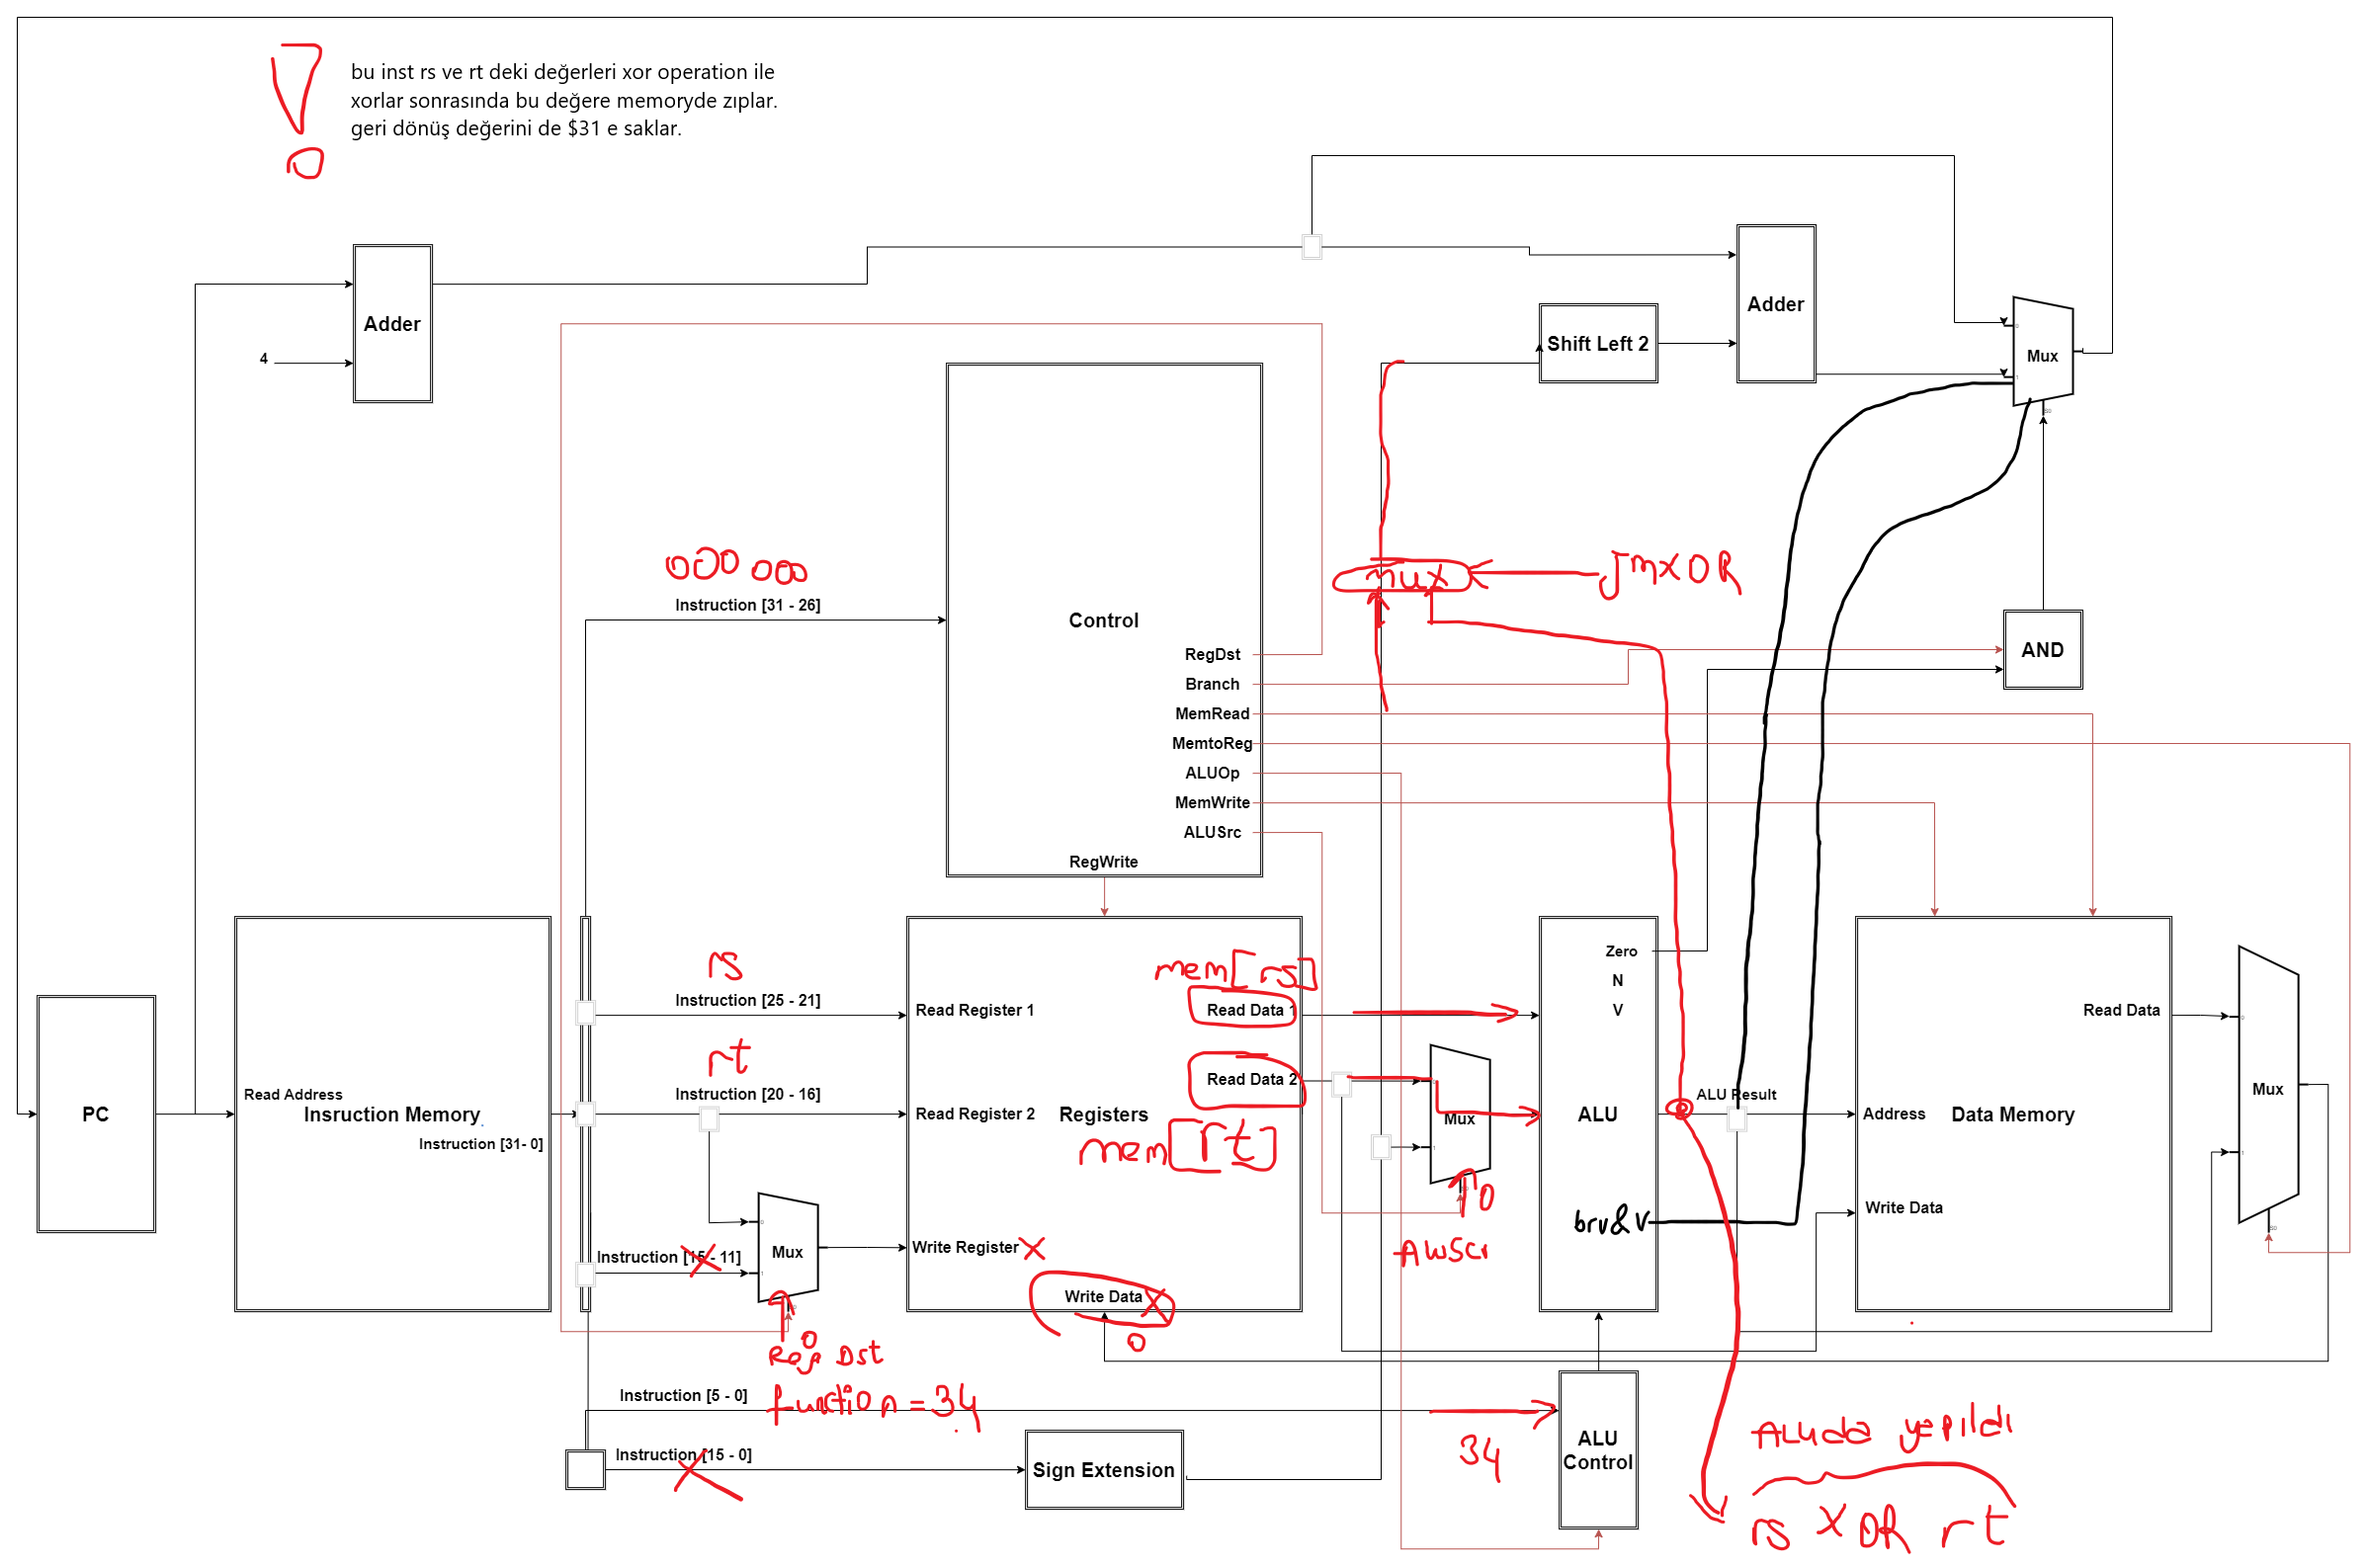 bu inst rs ve rt deki değerleri xor operation ile
xorlar sonrasında bu değere memoryde zıplar.
geri dönüş değerini de $31 e saklar.
Adder
4
Shift Left 2
Adder
Mux
000 000
Instruction [31 - 26]
Control
RegDst
Branch
MemRead
MemtoReg
ALUOp
MemWrite
ALUSrc
RegWrite
mux
JmXOR
AND
PC
Read Address
Insruction Memory
Instruction [31- 0]
rs
Instruction [25 - 21]
rt
Instruction [20 - 16]
Instruction [15 - 11]
Mux
0
Reg Dst
Read Register 1
Read Register 2
Registers
Write Register
Write Data
0
mem[rs]
Read Data 1
Read Data 2
mem[rt]
Mux
0
Zero
N
V
ALU
brv&v
ALU Result
Address
Data Memory
Read Data
Write Data
Mux
Instruction [5 - 0]
function = 34
34
Instruction [15 - 0]
Sign Extension
ALU
Control
ALUda yapıldı
rs XOR rt